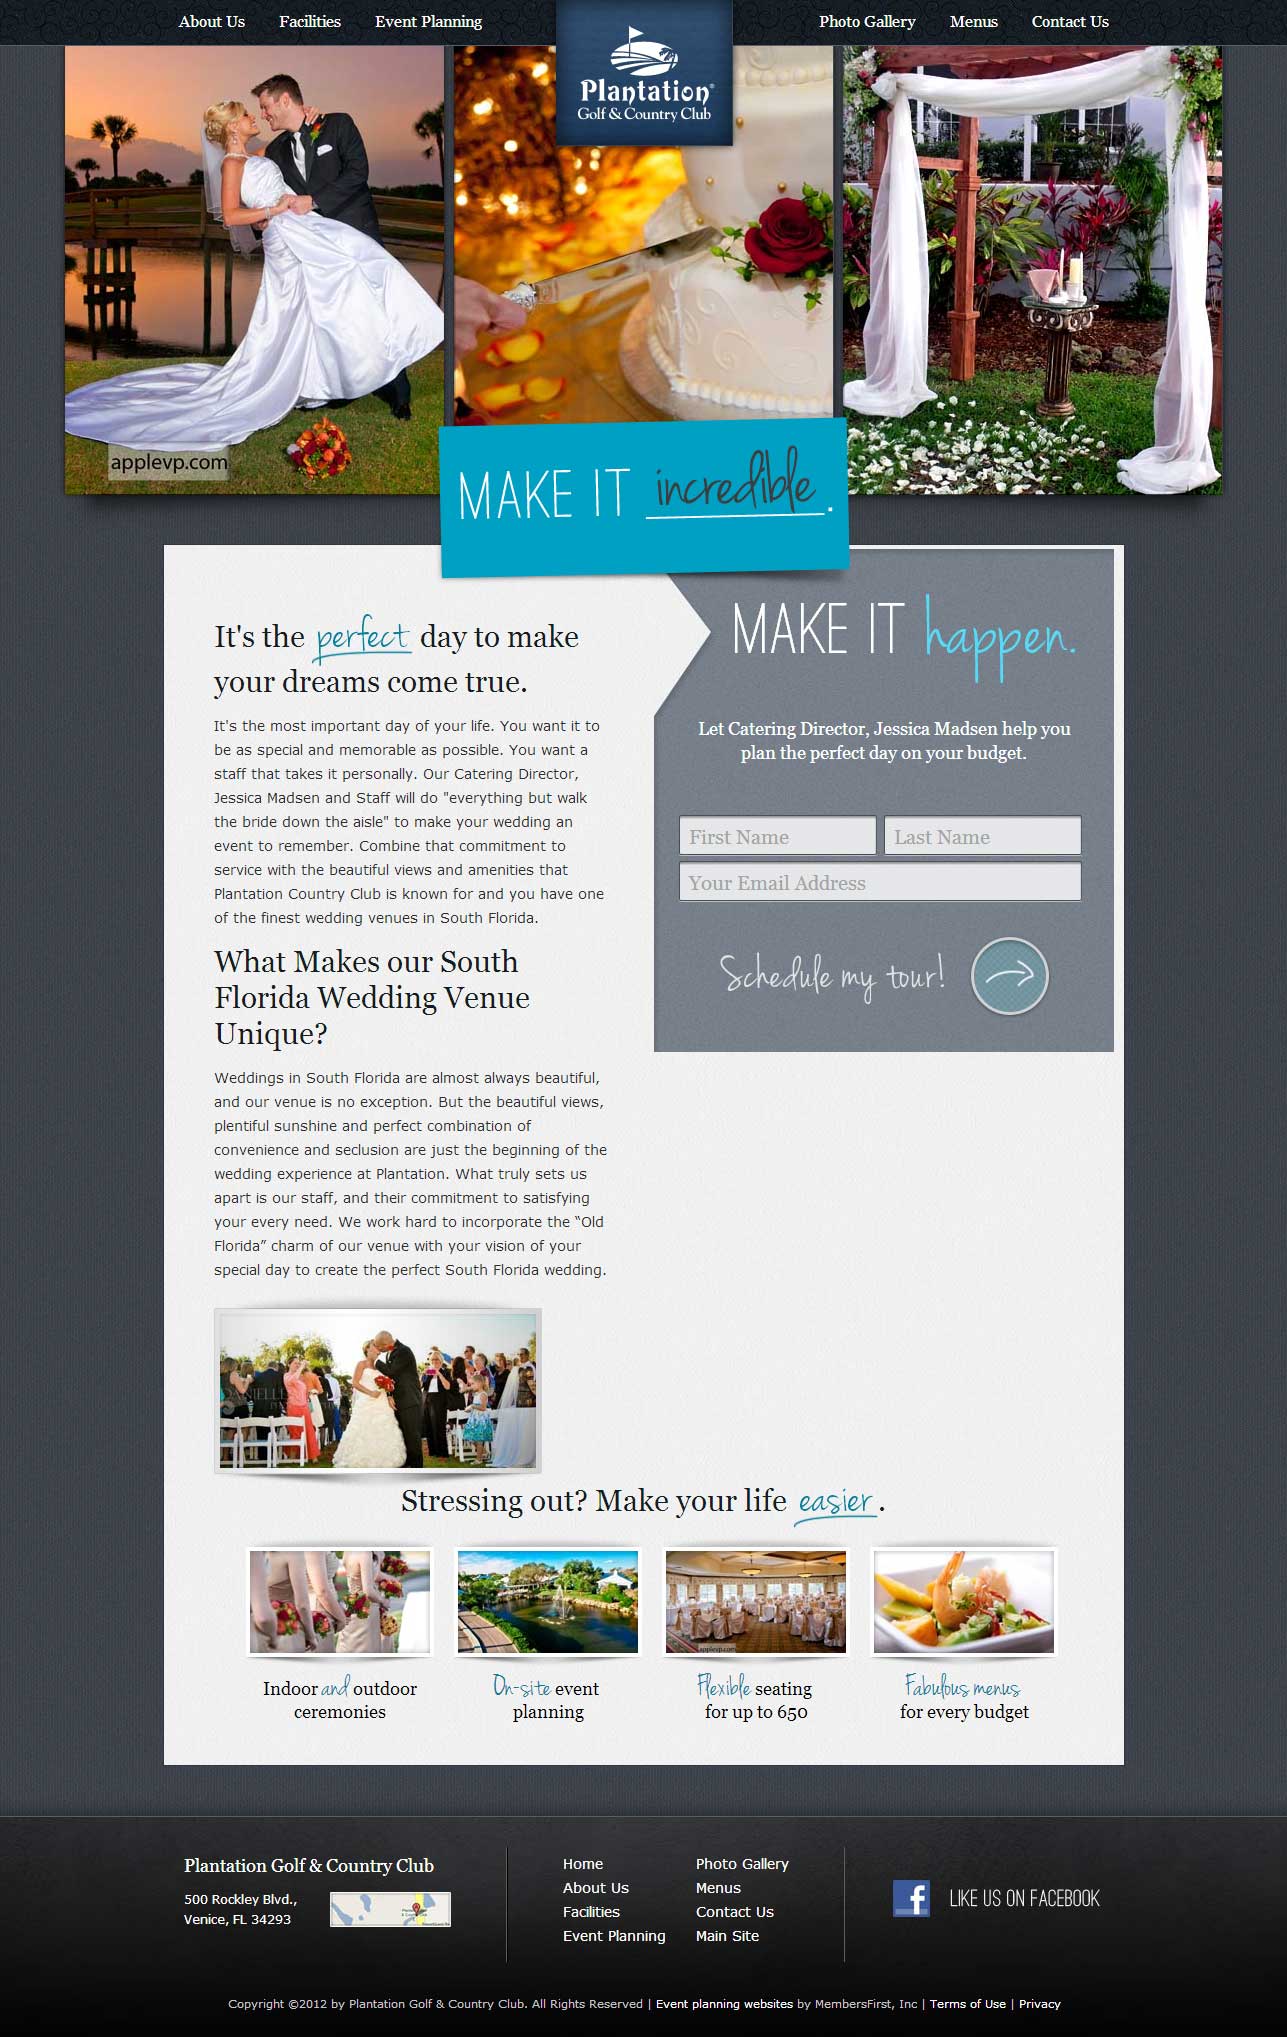 About Us Facilities Event Planning
Plantation®
Golf & Country Club
Photo Gallery Menus Contact Us
applevp.com
MAKE IT incredible.
It's the perfect day to make
your dreams come true.
It's the most important day of your life. You want it to
be as special and memorable as possible. You want a
staff that takes it personally. Our Catering Director,
Jessica Madsen and Staff will do "everything but walk
the bride down the aisle" to make your wedding an
event to remember. Combine that commitment to
service with the beautiful views and amenities that
Plantation Country Club is known for and you have one
of the finest wedding venues in South Florida.
What Makes our South
Florida Wedding Venue
Unique?
Weddings in South Florida are almost always beautiful,
and our venue is no exception. But the beautiful views,
plentiful sunshine and perfect combination of
convenience and seclusion are just the beginning of the
wedding experience at Plantation. What truly sets us
apart is our staff, and their commitment to satisfying
your every need. We work hard to incorporate the “Old
Florida” charm of our venue with your vision of your
special day to create the perfect South Florida wedding.
MAKE IT happen.
Let Catering Director, Jessica Madsen help you
plan the perfect day on your budget.
First Name Last Name
Your Email Address
Schedule my tour!
Stressing out? Make your life easier.
applevp.com
Indoor and outdoor
ceremonies
On-site event
planning
Flexible seating
for up to 650
Fabulous menus
for every budget
Plantation Golf & Country Club
500 Rockley Blvd.,
Venice, FL 34293
Home
About Us
Facilities
Event Planning
Photo Gallery
Menus
Contact Us
Main Site
LIKE US ON FACEBOOK
Copyright ©2012 by Plantation Golf & Country Club. All Rights Reserved | Event planning websites by MembersFirst, Inc | Terms of Use | Privacy